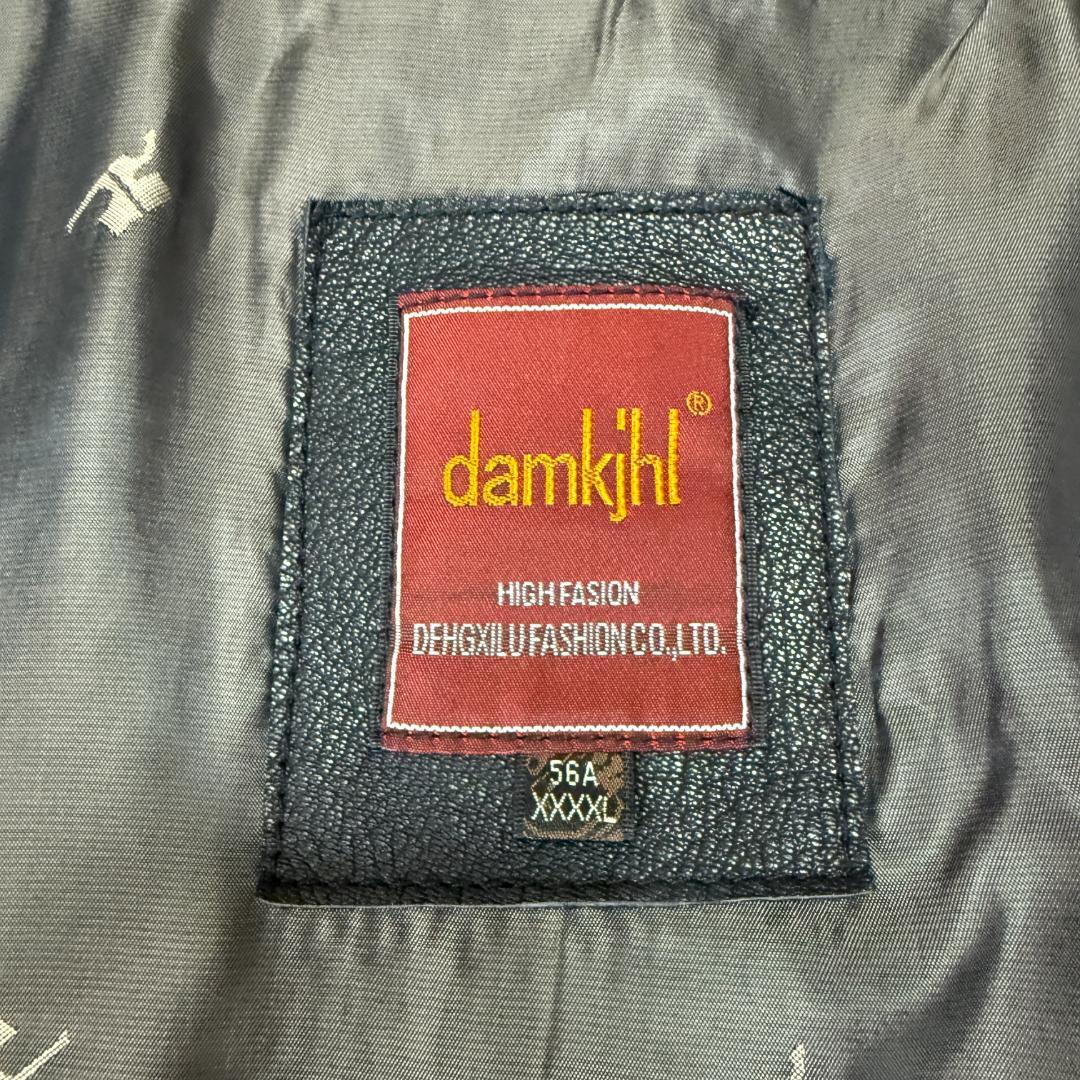 damkjhl®
HIGH FASION
DEHGXILU FASHION CO.,LTD.
56A
XXXXL